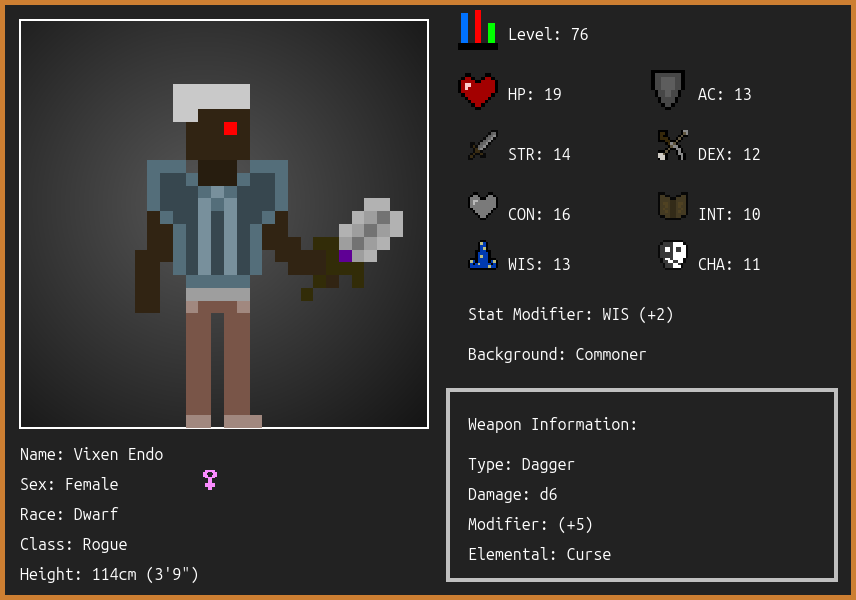 Level: 76
HP: 19
AC: 13
STR: 14
DEX: 12
CON: 16
INT: 10
WIS: 13
CHA: 11
Stat Modifier: WIS (+2)
Background: Commoner
Weapon Information:
Type: Dagger
Damage: d6
Modifier: (+5)
Elemental: Curse
Name: Vixen Endo
Sex: Female
Race: Dwarf
Class: Rogue
Height: 114cm (3'9")